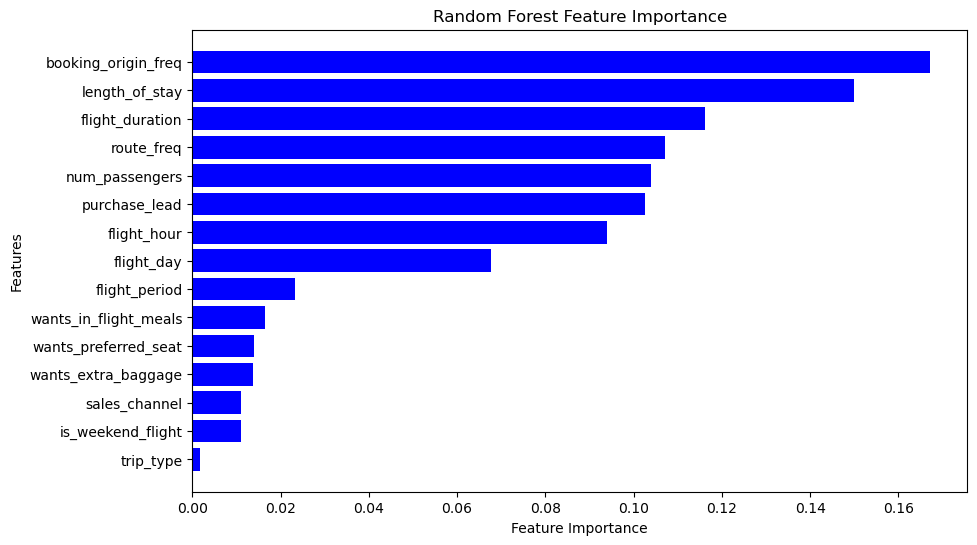 Random Forest Feature Importance
booking_origin_freq
length_of_stay
flight_duration
route_freq
num_passengers
purchase_lead
flight_hour
flight_day
flight_period
wants_in_flight_meals
wants_preferred_seat
wants_extra_baggage
sales_channel
is_weekend_flight
trip_type
Features
0.00 0.02 0.04 0.06 0.08 0.10 0.12 0.14 0.16
Feature Importance